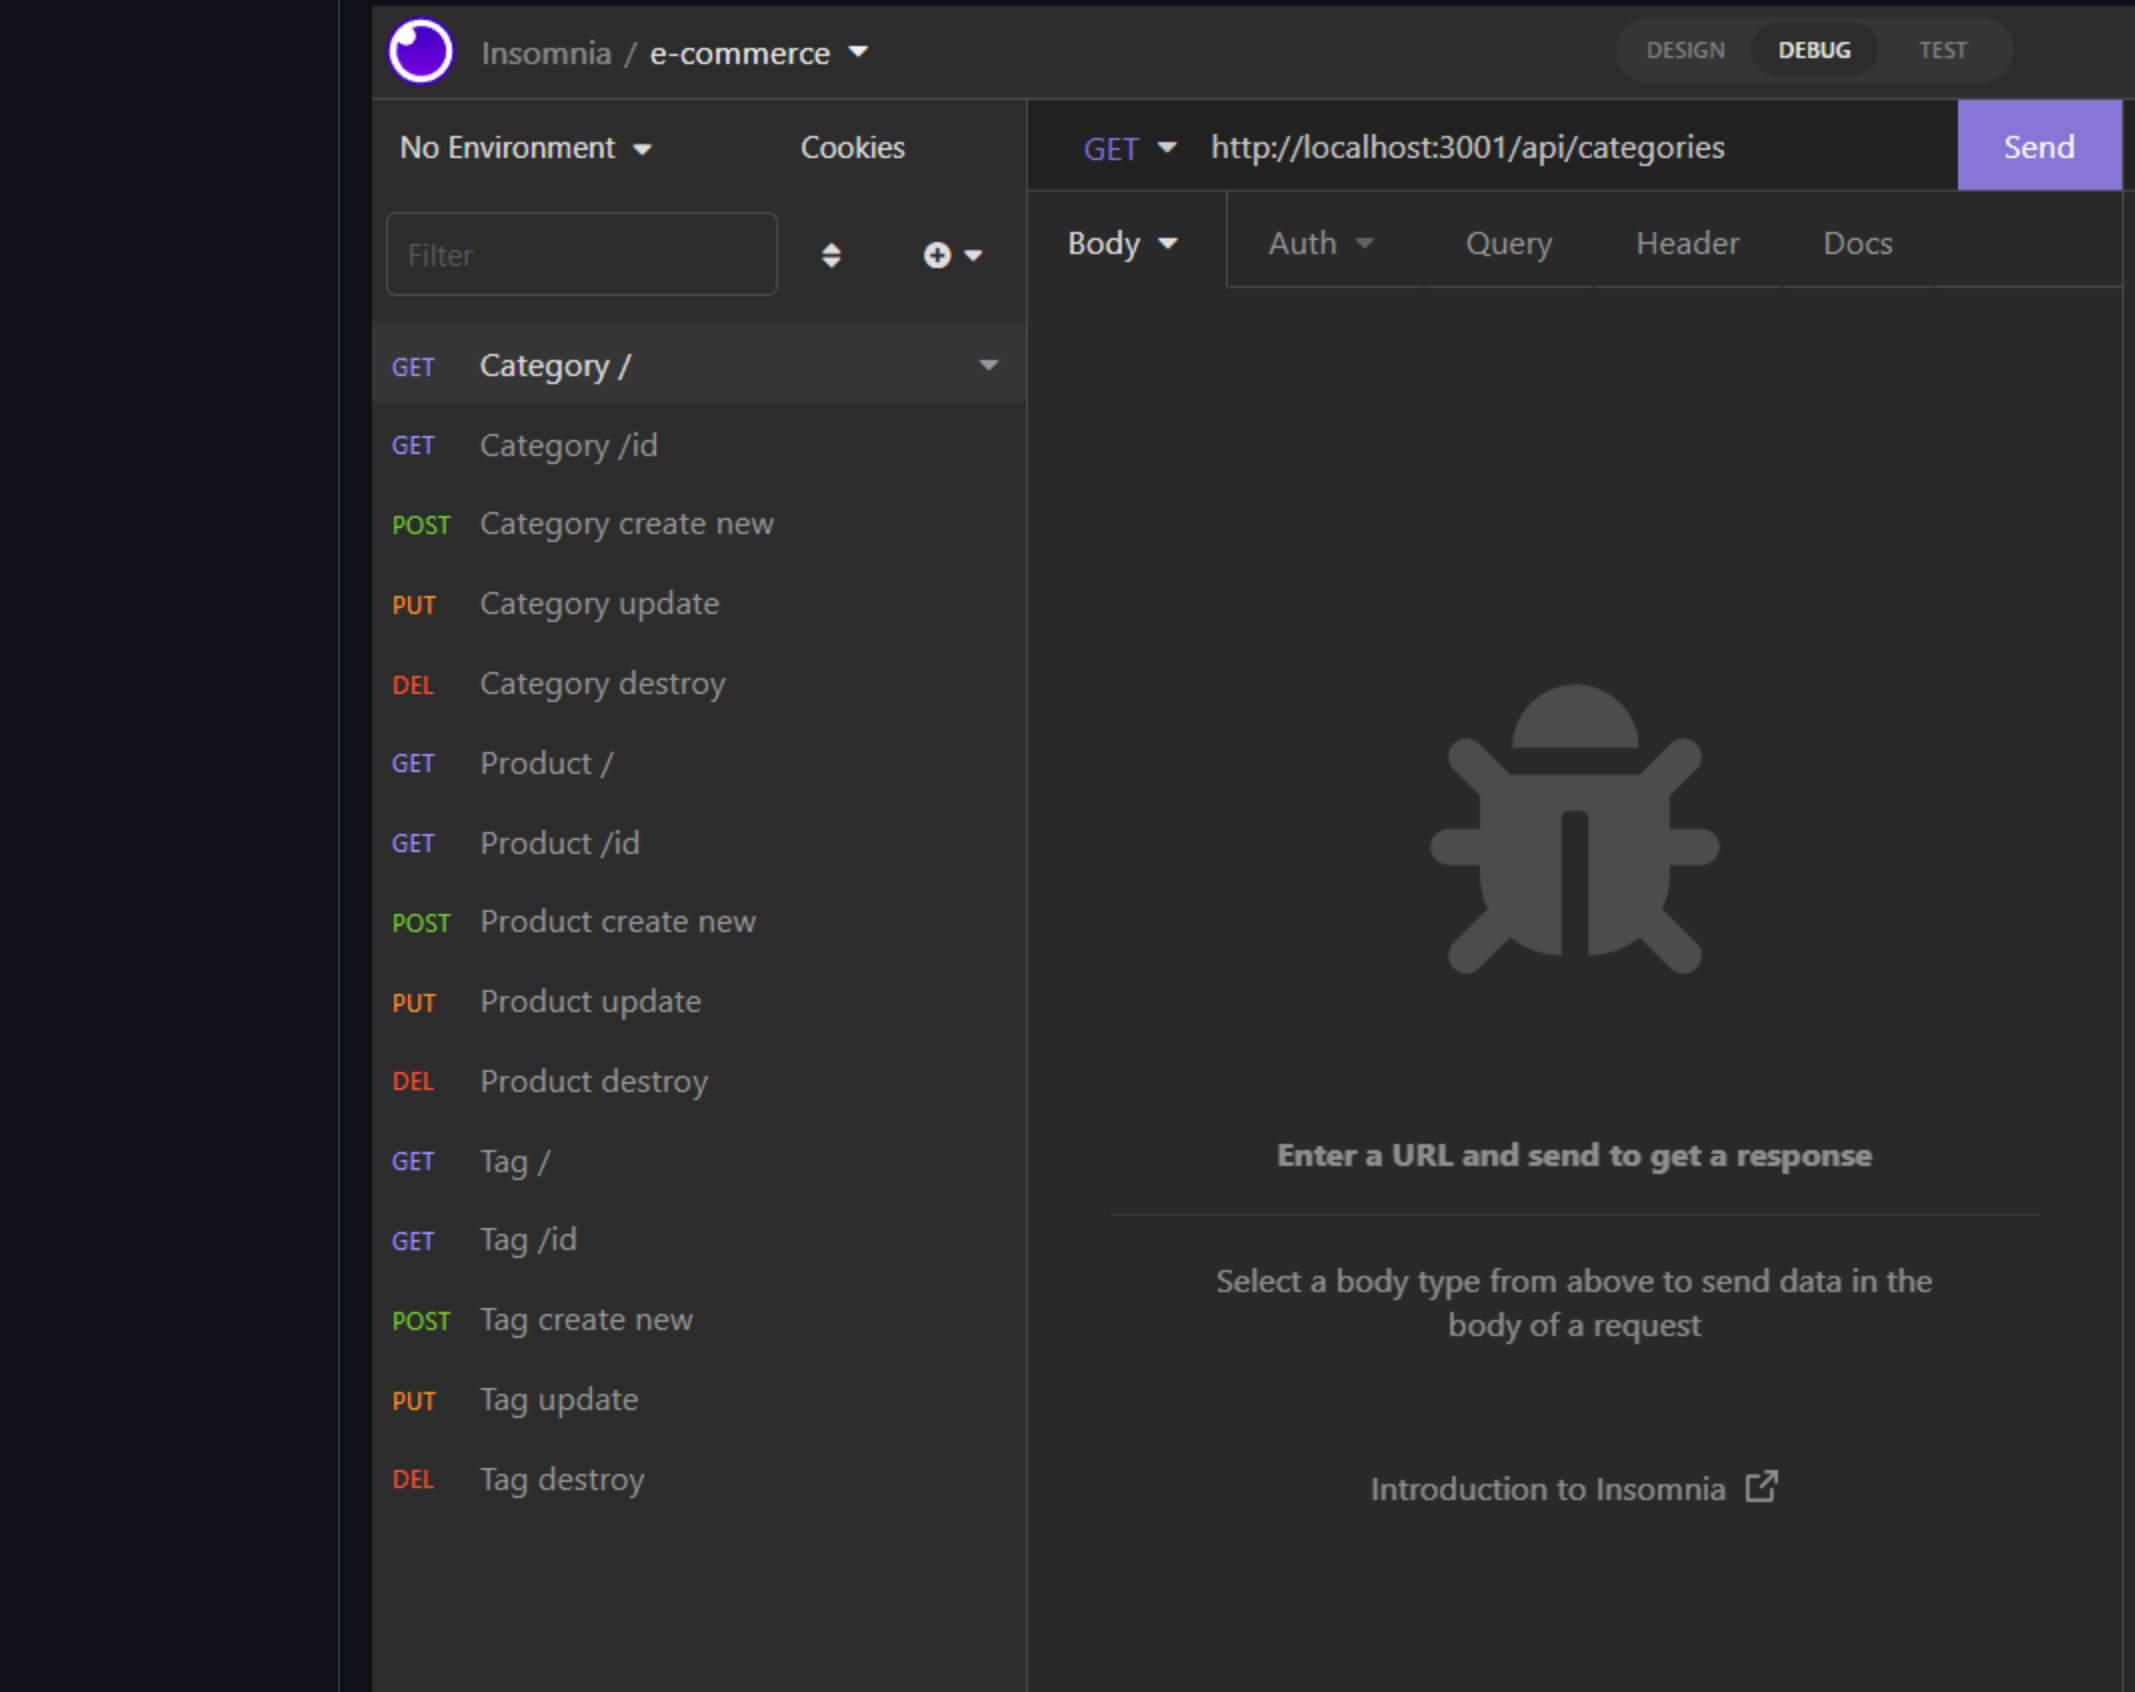 Insomnia / e-commerce
DESIGN DEBUG TEST
No Environment Cookies
GET http://localhost:3001/api/categories Send
Filter
Body Auth Query Header Docs
GET Category /
GET Category /id
POST Category create new
PUT Category update
DEL Category destroy
GET Product /
GET Product /id
POST Product create new
PUT Product update
DEL Product destroy
GET Tag /
GET Tag /id
POST Tag create new
PUT Tag update
DEL Tag destroy
Enter a URL and send to get a response
Select a body type from above to send data in the
body of a request
Introduction to Insomnia